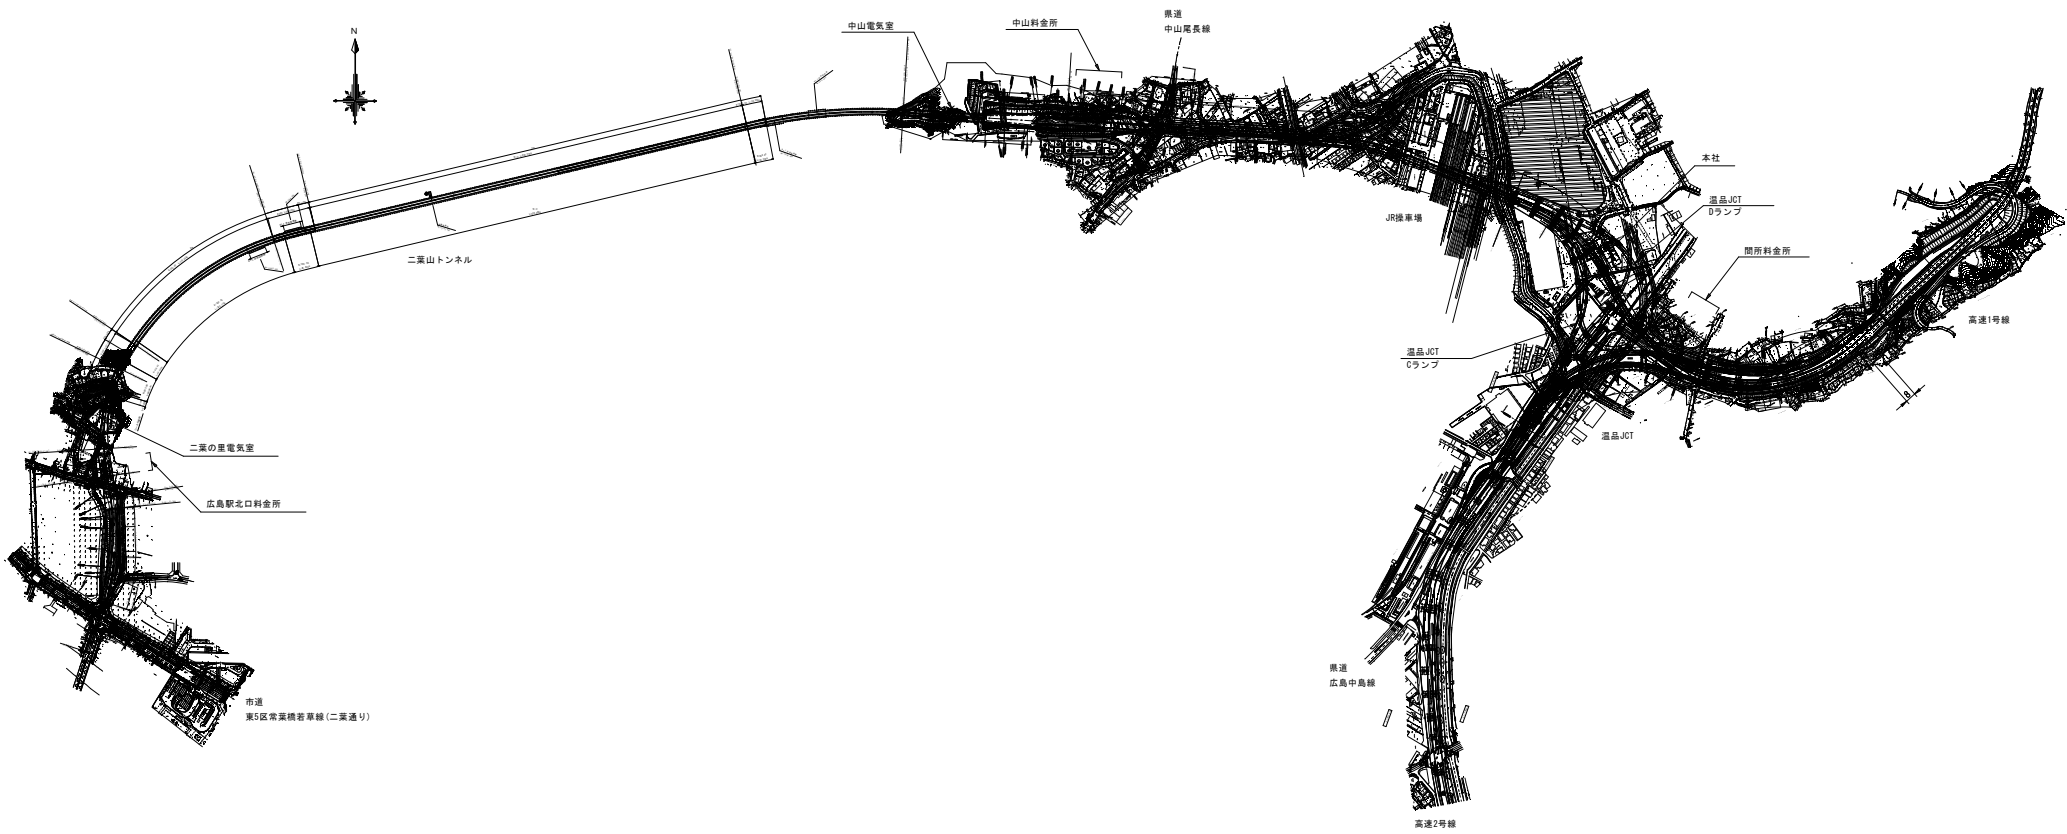 N
中山電気室
中山料金所
県道
中山尾長線
本社
温品JCT
Dランプ
JR操車場
間所料金所
二葉山トンネル
高速1号線
温品JCT
Cランプ
温品JCT
二葉の里電気室
広島駅北口料金所
県道
広島中島線
市道
東5区常葉橋若草線(二葉通り)
高速2号線